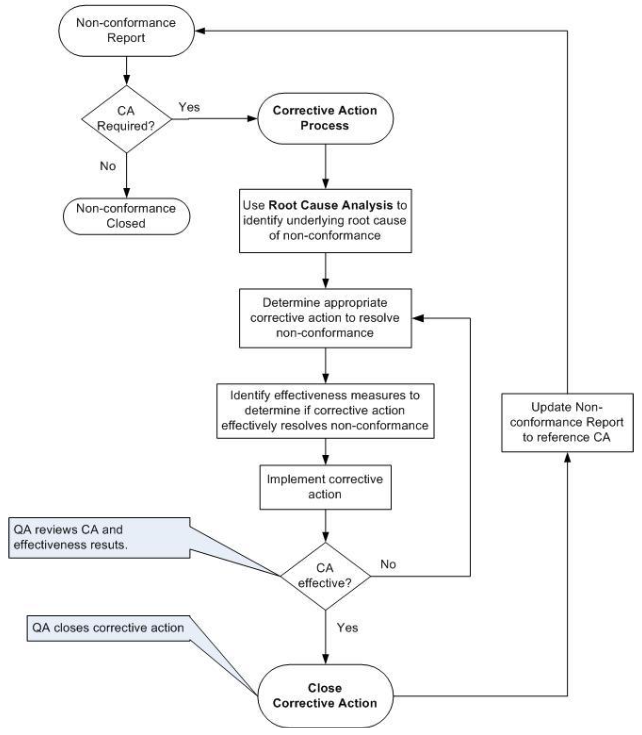 Non-conformance
Report
CA
Required?
Yes
No
Non-conformance
Closed
Corrective Action
Process
Use Root Cause Analysis to
identify underlying root cause
of non-conformance
Determine appropriate
corrective action to resolve
non-conformance
Identify effectiveness measures to
determine if corrective action
effectively resolves non-conformance
Implement corrective
action
QA reviews CA and
effectiveness resuts.
CA
effective?
No
Yes
QA closes corrective action
Close
Corrective Action
Update Non-
conformance Report
to reference CA